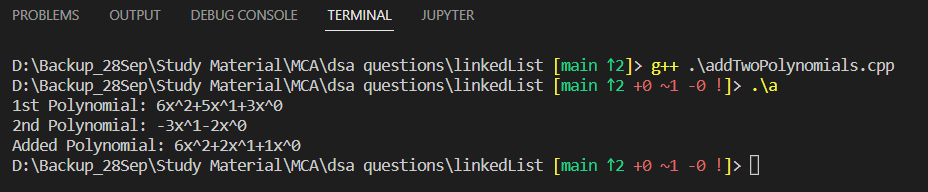 PROBLEMS OUTPUT DEBUG CONSOLE TERMINAL JUPYTER
D:\Backup_28Sep\Study Material\MCA\dsa questions\linkedList [main ↑2]> g++ .\addTwoPolynomials.cpp
D:\Backup_28Sep\Study Material\MCA\dsa questions\linkedList [main ↑2 +0 ~1 -0 !]> .\a
1st Polynomial: 6x^2+5x^1+3x^0
2nd Polynomial: -3x^1-2x^0
Added Polynomial: 6x^2+2x^1+1x^0
D:\Backup_28Sep\Study Material\MCA\dsa questions\linkedList [main ↑2 +0 ~1 -0 !]>